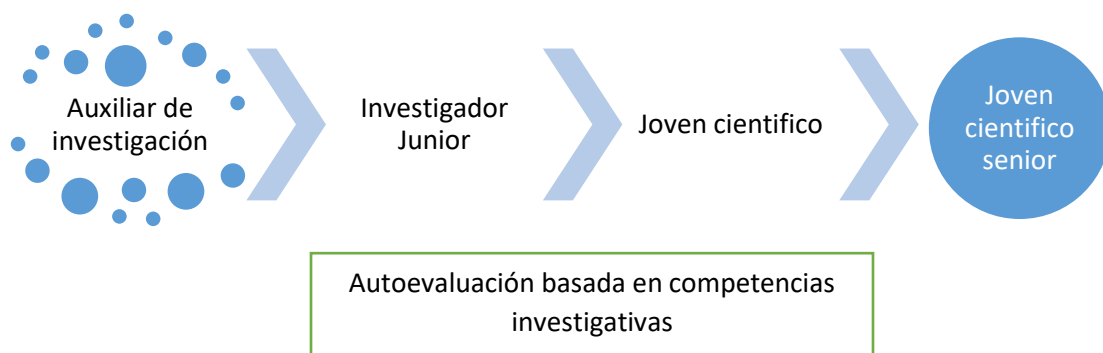 Auxiliar de
investigación
Investigador
Junior
Joven cientifico
Joven
cientifico
senior
Autoevaluación basada en competencias
investigativas